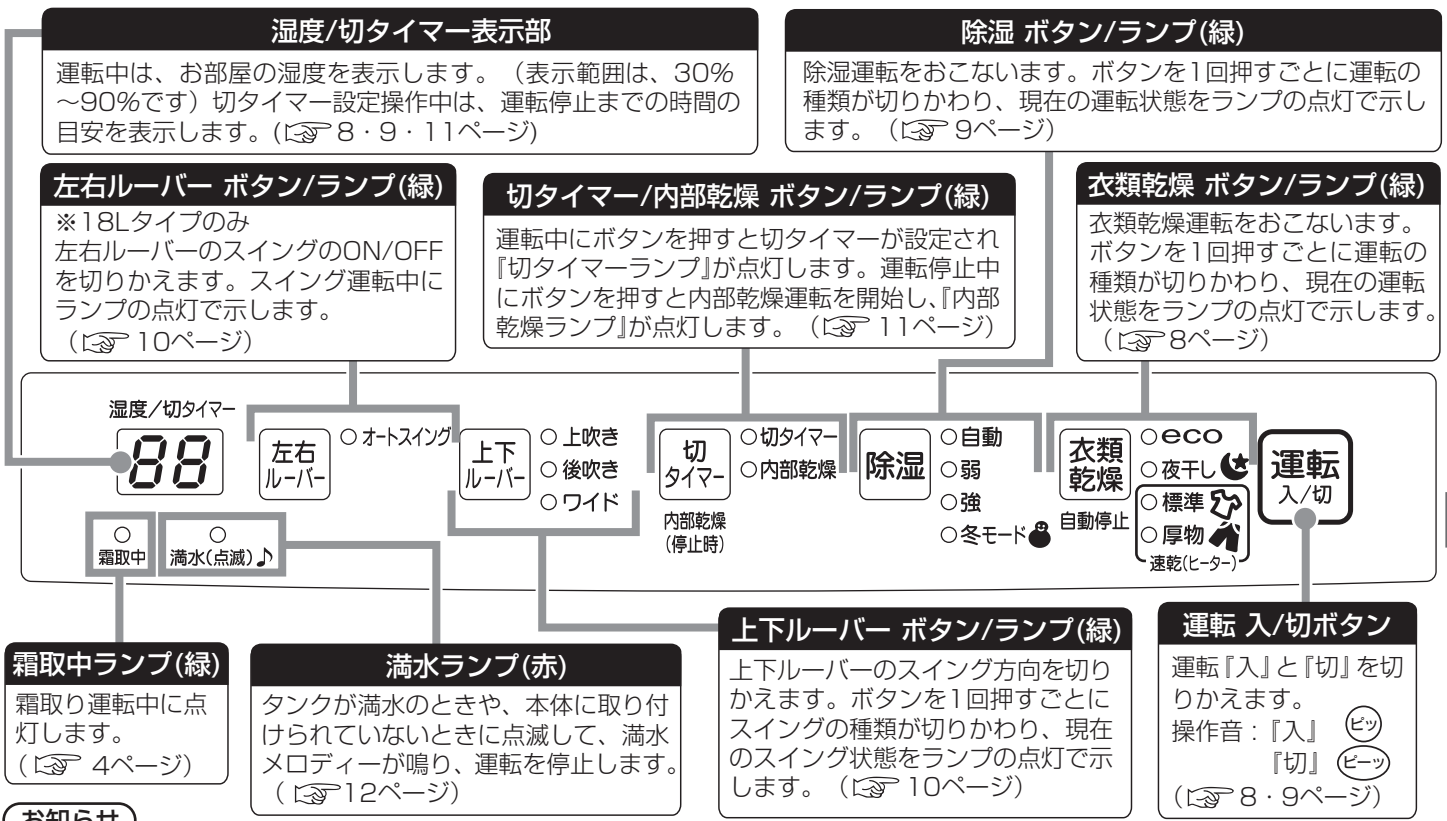 湿度/切タイマー表示部
運転中は、お部屋の湿度を表示します。（表示範囲は、30%
～90%です）切タイマー設定操作中は、運転停止までの時間の
目安を表示します。(☞8・9・11ページ)
除湿 ボタン/ランプ(緑)
除湿運転をおこないます。ボタンを1回押すごとに運転の
種類が切りかわり、現在の運転状態をランプの点灯で示し
ます。（☞9ページ）
左右ルーバー ボタン/ランプ(緑)
※18Lタイプのみ
左右ルーバーのスイングのON/OFF
を切りかえます。スイング運転中に
ランプの点灯で示します。
（☞10ページ）
切タイマー/内部乾燥 ボタン/ランプ(緑)
運転中にボタンを押すと切タイマーが設定され
『切タイマーランプ』が点灯します。運転停止中
にボタンを押すと内部乾燥運転を開始し、『内部
乾燥ランプ』が点灯します。（☞11ページ）
衣類乾燥 ボタン/ランプ(緑)
衣類乾燥運転をおこないます。
ボタンを1回押すごとに運転の
種類が切りかわり、現在の運転
状態をランプの点灯で示します。
（☞8ページ）
湿度/切タイマー
88
左右
ルーバー
○オートスイング
上下
ルーバー
○上吹き
○後吹き
○ワイド
切
タイマー
内部乾燥
(停止時)
○切タイマー
○内部乾燥
除湿
○自動
○弱
○強
○冬モード
衣類
乾燥
自動停止
○eco
○夜干し
○標準
○厚物
速乾(ヒーター)
運転
入/切
○
霜取中
○
満水(点滅)♪
霜取中ランプ(緑)
霜取り運転中に点
灯します。
(☞4ページ)
満水ランプ(赤)
タンクが満水のときや、本体に取り付
けられていないときに点滅して、満水
メロディーが鳴り、運転を停止します。
(☞12ページ)
上下ルーバー ボタン/ランプ(緑)
上下ルーバーのスイング方向を切り
かえます。ボタンを1回押すごとに
スイングの種類が切りかわり、現在
のスイング状態をランプの点灯で示
します。（☞10ページ）
運転 入/切ボタン
運転『入』と『切』を切
りかえます。
操作音：『入』 ピッ
『切』 ピーッ
(☞8・9ページ)
お知らせ